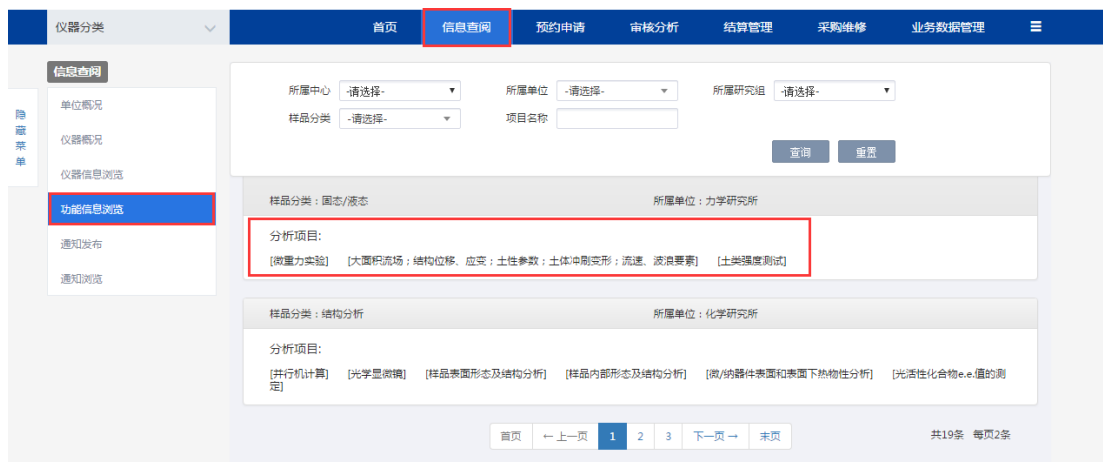 仪器分类
首页 信息查阅 预约申请 审核分析 结算管理 采购维修 业务数据管理
隐藏菜单
信息查阅
单位概况
仪器概况
仪器信息浏览
功能信息浏览
通知发布
通知浏览
所属中心 -请选择- 所属单位 -请选择- 所属研究组 -请选择-
样品分类 -请选择- 项目名称
查询 重置
样品分类：固态/液态 所属单位：力学研究所
分析项目:
[微重力实验] [大面积流场；结构位移、应变；土性参数；土体冲刷变形；流速、波浪要素] [土类强度测试]
样品分类：结构分析 所属单位：化学研究所
分析项目:
[并行机计算] [光学显微镜] [样品表面形态及结构分析] [样品内部形态及结构分析] [微/纳器件表面和表面下热物性分析] [光活性化合物e.e.值的测
定]
首页 ←上一页 1 2 3 下一页→ 末页 共19条 每页2条